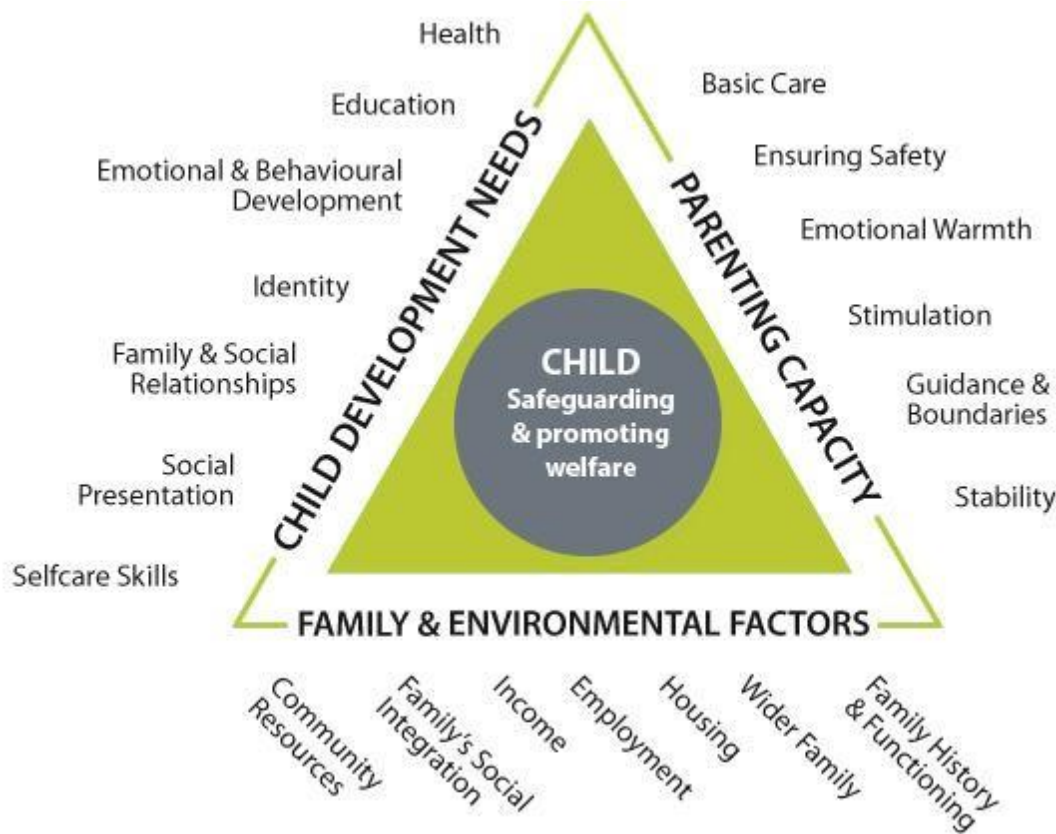 Health
Education
Emotional & Behavioural
Development
Identity
Family & Social
Relationships
Social
Presentation
Selfcare Skills
CHILD DEVELOPMENT NEEDS
CHILD
Safeguarding
& promoting
welfare
PARENTING CAPACITY
Basic Care
Ensuring Safety
Emotional Warmth
Stimulation
Guidance &
Boundaries
Stability
FAMILY & ENVIRONMENTAL FACTORS
Community
Resources
Family's Social
Integration
Income
Employment
Housing
Wider Family
Family History
& Functioning